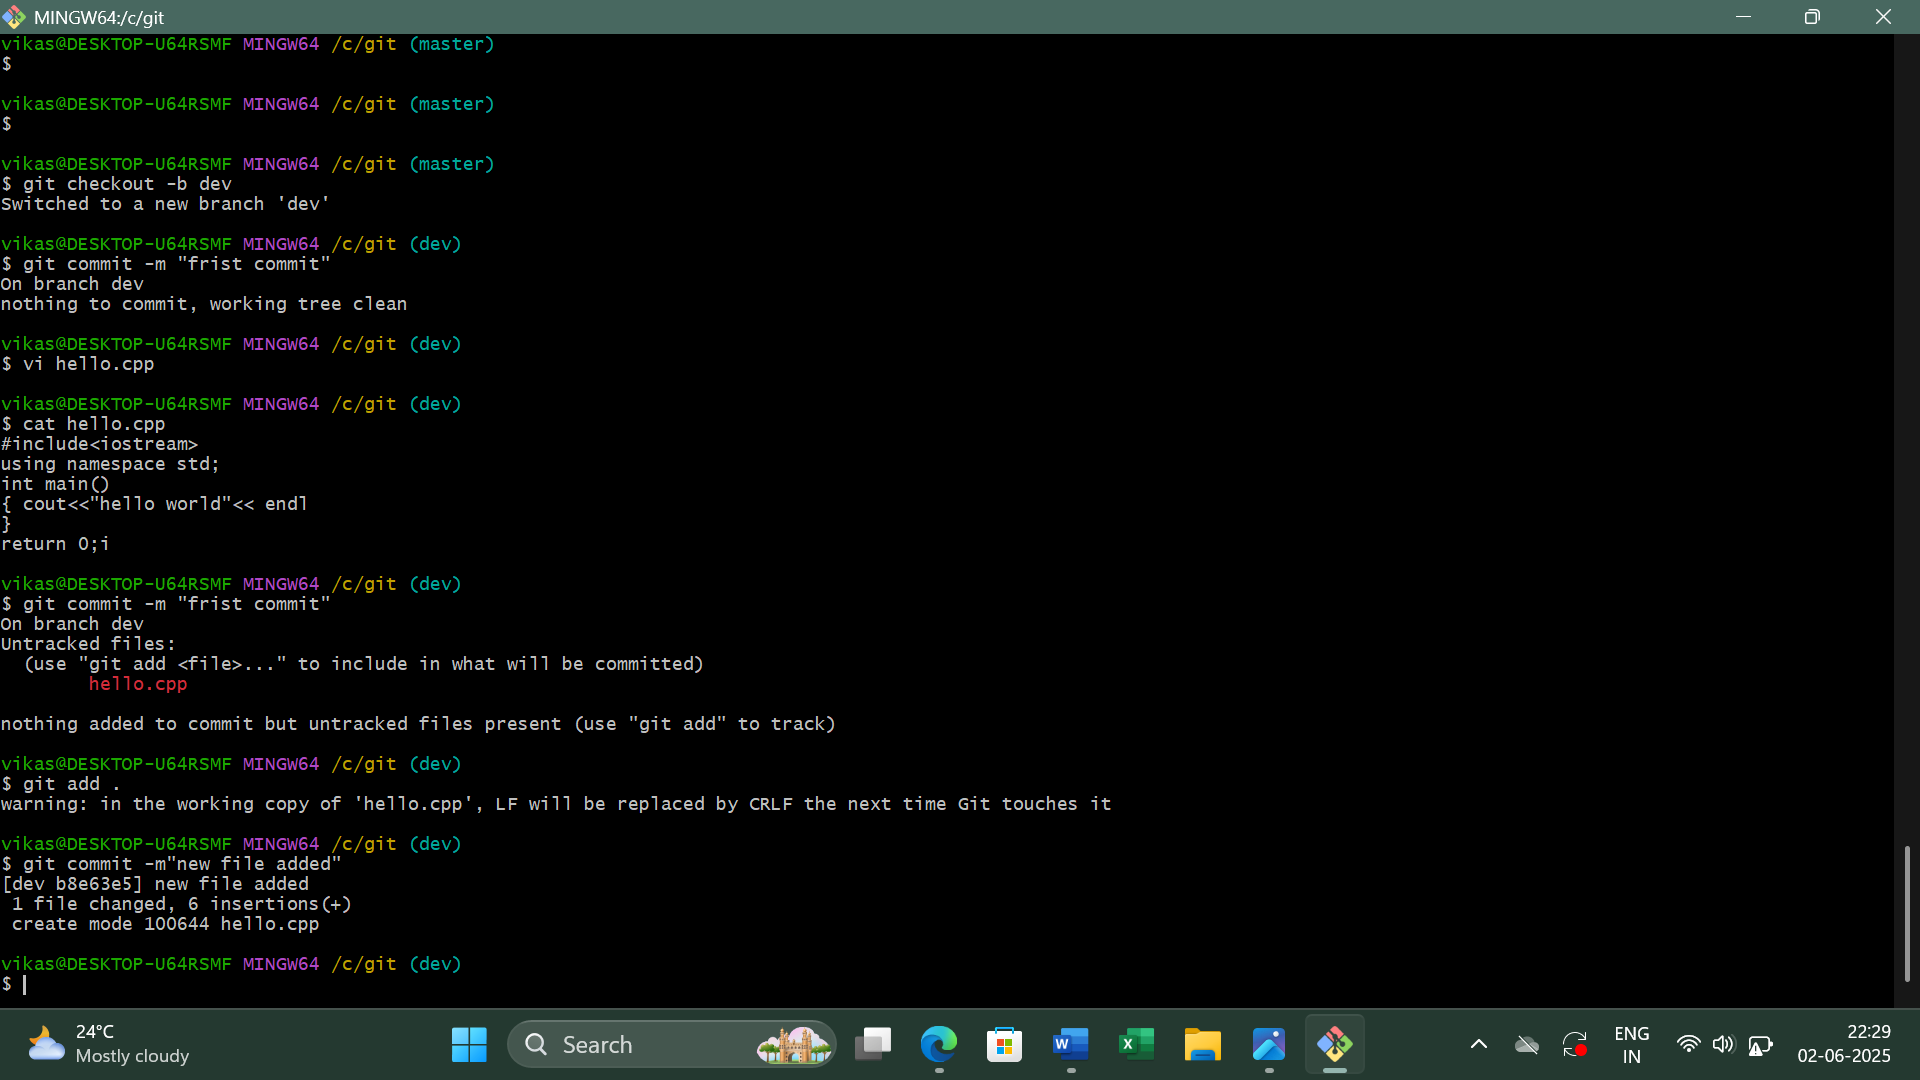 MINGW64:/c/git
vikas@DESKTOP-U64RSMF MINGW64 /c/git (master)
$
vikas@DESKTOP-U64RSMF MINGW64 /c/git (master)
$
vikas@DESKTOP-U64RSMF MINGW64 /c/git (master)
$ git checkout -b dev
Switched to a new branch 'dev'
vikas@DESKTOP-U64RSMF MINGW64 /c/git (dev)
$ git commit -m "frist commit"
On branch dev
nothing to commit, working tree clean
vikas@DESKTOP-U64RSMF MINGW64 /c/git (dev)
$ vi hello.cpp
vikas@DESKTOP-U64RSMF MINGW64 /c/git (dev)
$ cat hello.cpp
#include<iostream>
using namespace std;
int main()
{ cout<<"hello world"<< endl
}
return 0;i
vikas@DESKTOP-U64RSMF MINGW64 /c/git (dev)
$ git commit -m "frist commit"
On branch dev
Untracked files:
  (use "git add <file>..." to include in what will be committed)
        hello.cpp
nothing added to commit but untracked files present (use "git add" to track)
vikas@DESKTOP-U64RSMF MINGW64 /c/git (dev)
$ git add .
warning: in the working copy of 'hello.cpp', LF will be replaced by CRLF the next time Git touches it
vikas@DESKTOP-U64RSMF MINGW64 /c/git (dev)
$ git commit -m"new file added"
[dev b8e63e5] new file added
 1 file changed, 6 insertions(+)
 create mode 100644 hello.cpp
vikas@DESKTOP-U64RSMF MINGW64 /c/git (dev)
$
24°C
Mostly cloudy
Search
ENG
IN
22:29
02-06-2025